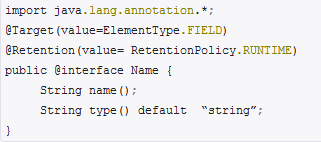 import java.lang.annotation.*;
@Target(value=ElementType.FIELD)
@Retention(value= RetentionPolicy.RUNTIME)
public @interface Name {
String name();
String type() default “string”;
}